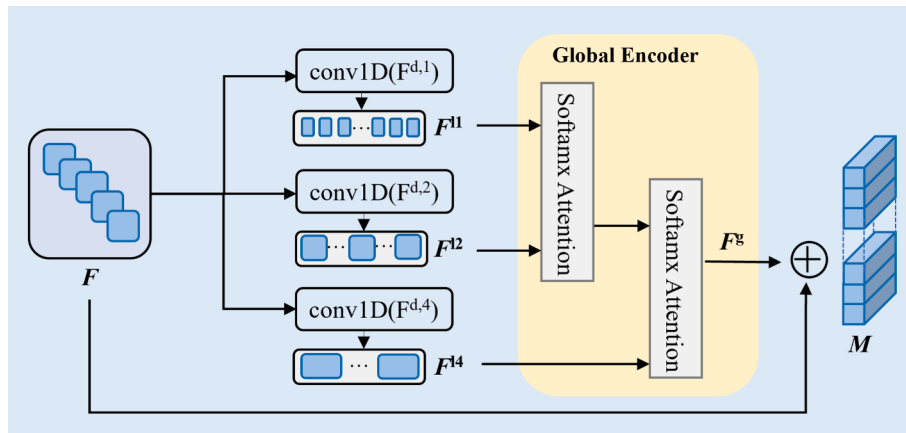 Global Encoder
conv1D(F^{d,1})
F^{l1}
Softamx Attention
conv1D(F^{d,2})
F^{l2}
Softamx Attention
F^g
F
conv1D(F^{d,4})
F^{l4}
M